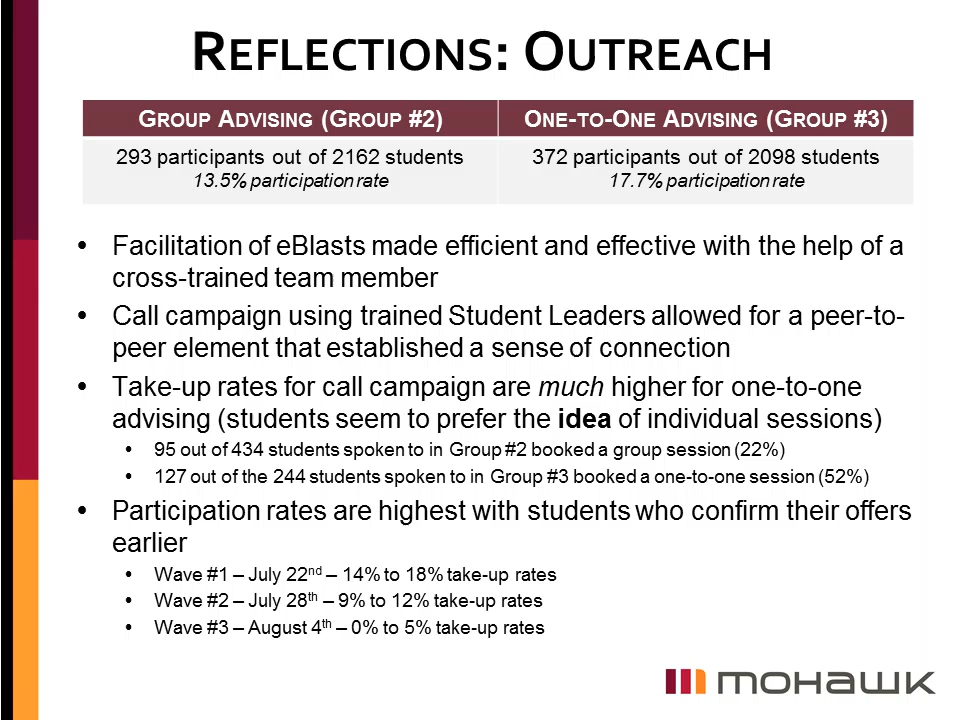 REFLECTIONS: OUTREACH
GROUP ADVISING (GROUP #2)
ONE-TO-ONE ADVISING (GROUP #3)
293 participants out of 2162 students
13.5% participation rate
372 participants out of 2098 students
17.7% participation rate
• Facilitation of eBlasts made efficient and effective with the help of a
cross-trained team member
• Call campaign using trained Student Leaders allowed for a peer-to-
peer element that established a sense of connection
• Take-up rates for call campaign are much higher for one-to-one
advising (students seem to prefer the idea of individual sessions)
• 95 out of 434 students spoken to in Group #2 booked a group session (22%)
• 127 out of the 244 students spoken to in Group #3 booked a one-to-one session (52%)
• Participation rates are highest with students who confirm their offers
earlier
• Wave #1 – July 22nd – 14% to 18% take-up rates
• Wave #2 – July 28th – 9% to 12% take-up rates
• Wave #3 – August 4th – 0% to 5% take-up rates
mohawk